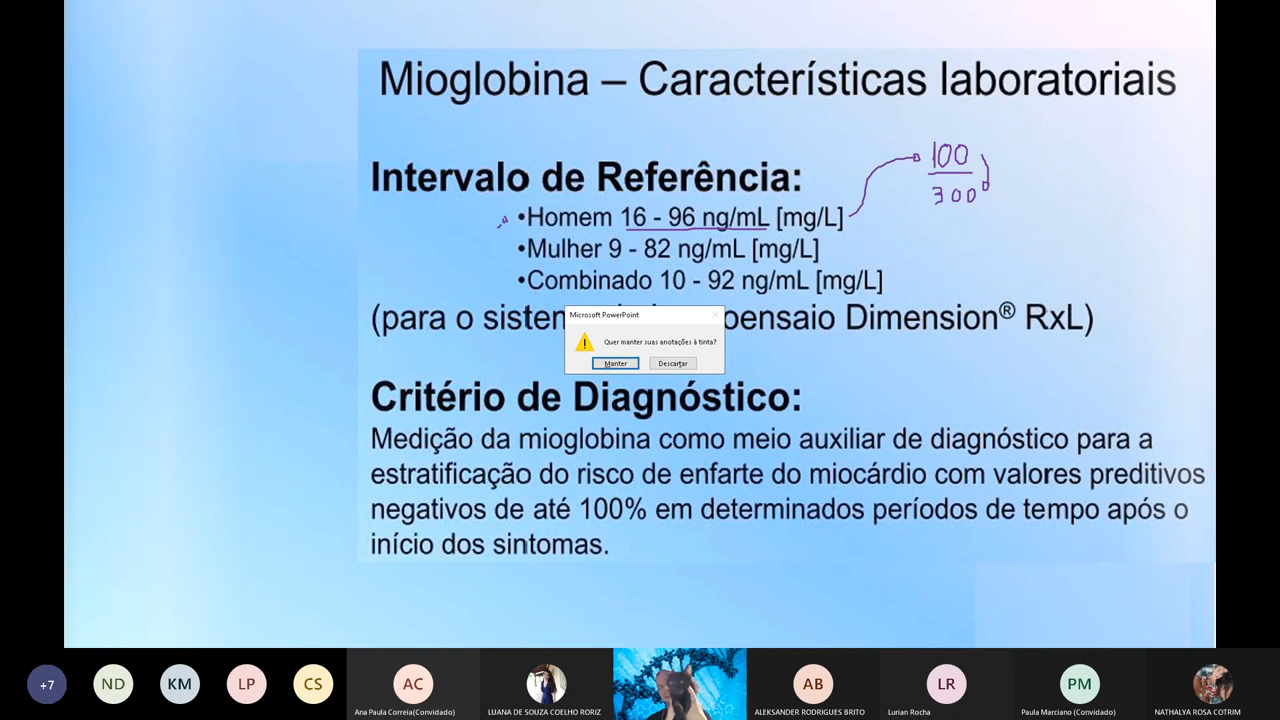 Mioglobina – Características laboratoriais
100
300
Intervalo de Referência:
•Homem 16 - 96 ng/mL [mg/L]
•Mulher 9 - 82 ng/mL [mg/L]
•Combinado 10 - 92 ng/mL [mg/L]
(para o sistem
pensaio Dimension® RxL)
Microsoft PowerPoint
Quer manter suas anotações à tinta?
Manter
Descartar
Critério de Diagnóstico:
Medição da mioglobina como meio auxiliar de diagnóstico para a
estratificação do risco de enfarte do miocárdio com valores preditivos
negativos de até 100% em determinados períodos de tempo após o
início dos sintomas.
+7
ND
KM
LP
CS
AC
AB
LR
PM
Ana Paula Correia(Convidado)
LUANA DE SOUZA COELHO RORIZ
ALEKSANDER RODRIGUES BRITO
Lurian Rocha
Paula Marciano (Convidado)
NATHALYA ROSA COTRIM